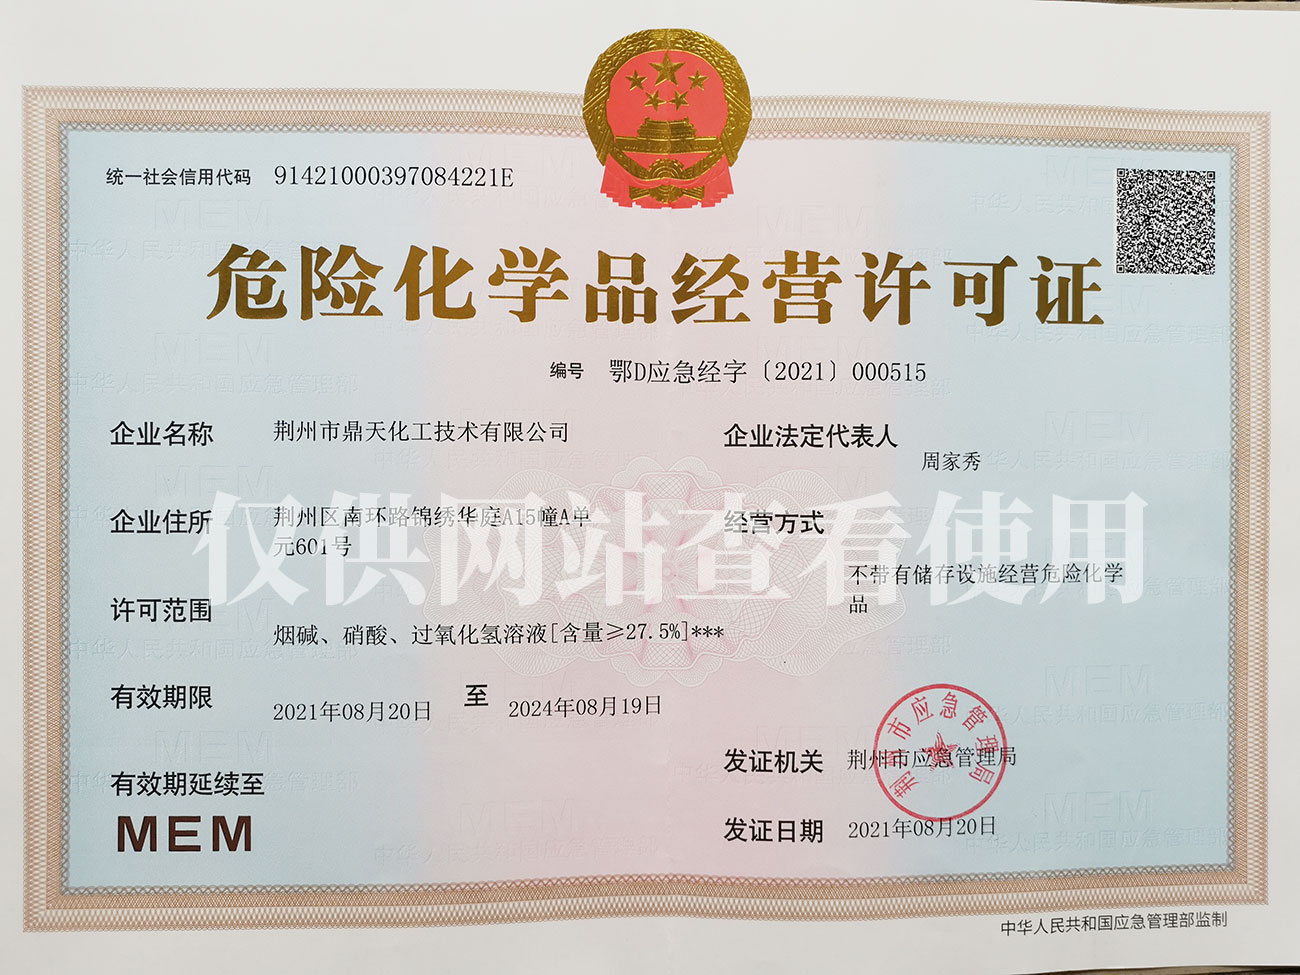 统一社会信用代码 91421000397084221E
危险化学品经营许可证
编号 鄂D应急经字〔2021〕000515
企业名称 荆州市鼎天化工技术有限公司
企业法定代表人
周家秀
企业住所 荆州区南环路锦绣华庭A15幢A单
元601号
经营方式
不带有储存设施经营危险化学
品
仅供网站查看使用
许可范围
烟碱、硝酸、过氧化氢溶液[含量≥27.5%]***
有效期限 2021年08月20日 至 2024年08月19日
发证机关 荆州市应急管理局
荆州市应急管理局
有效期延续至
MEM
发证日期 2021年08月20日
中华人民共和国应急管理部监制